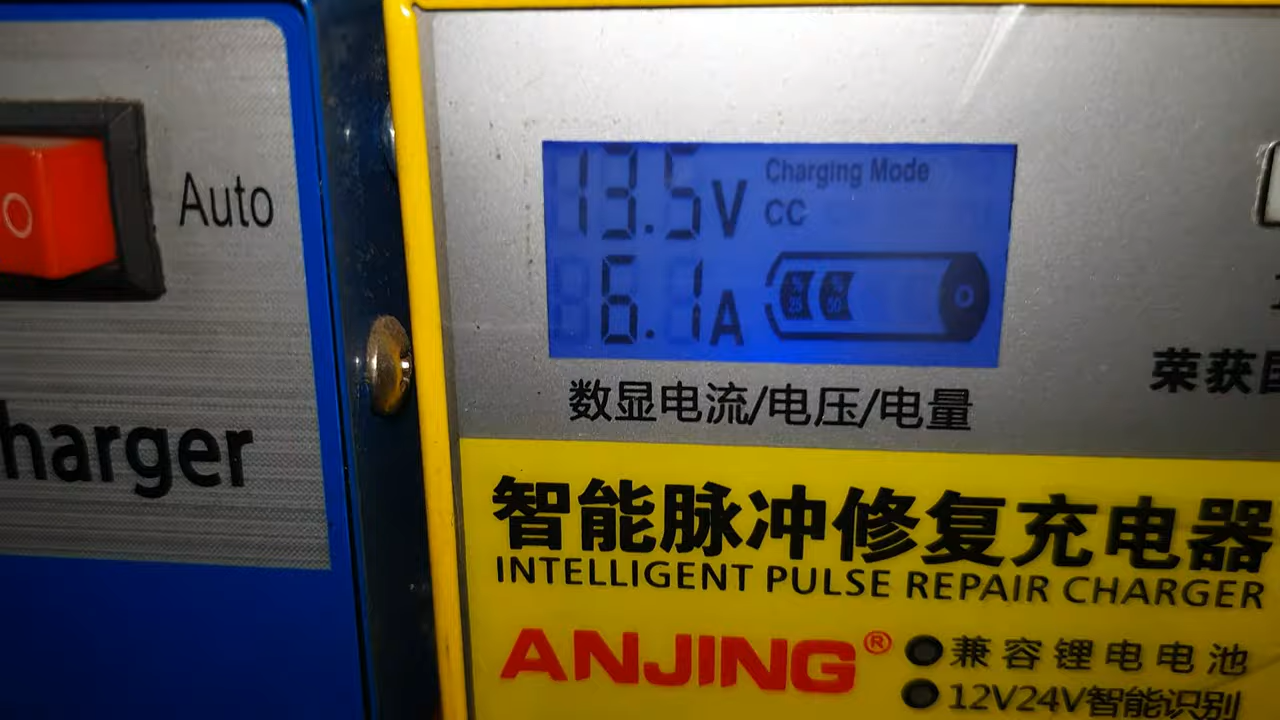 Auto
harger
13.5V
Charging Mode
CC
6.1A
%
25
%
50
数显电流/电压/电量
荣获
智能脉冲修复充电器
INTELLIGENT PULSE REPAIR CHARGER
ANJING®
兼容锂电电池
12V24V智能识别